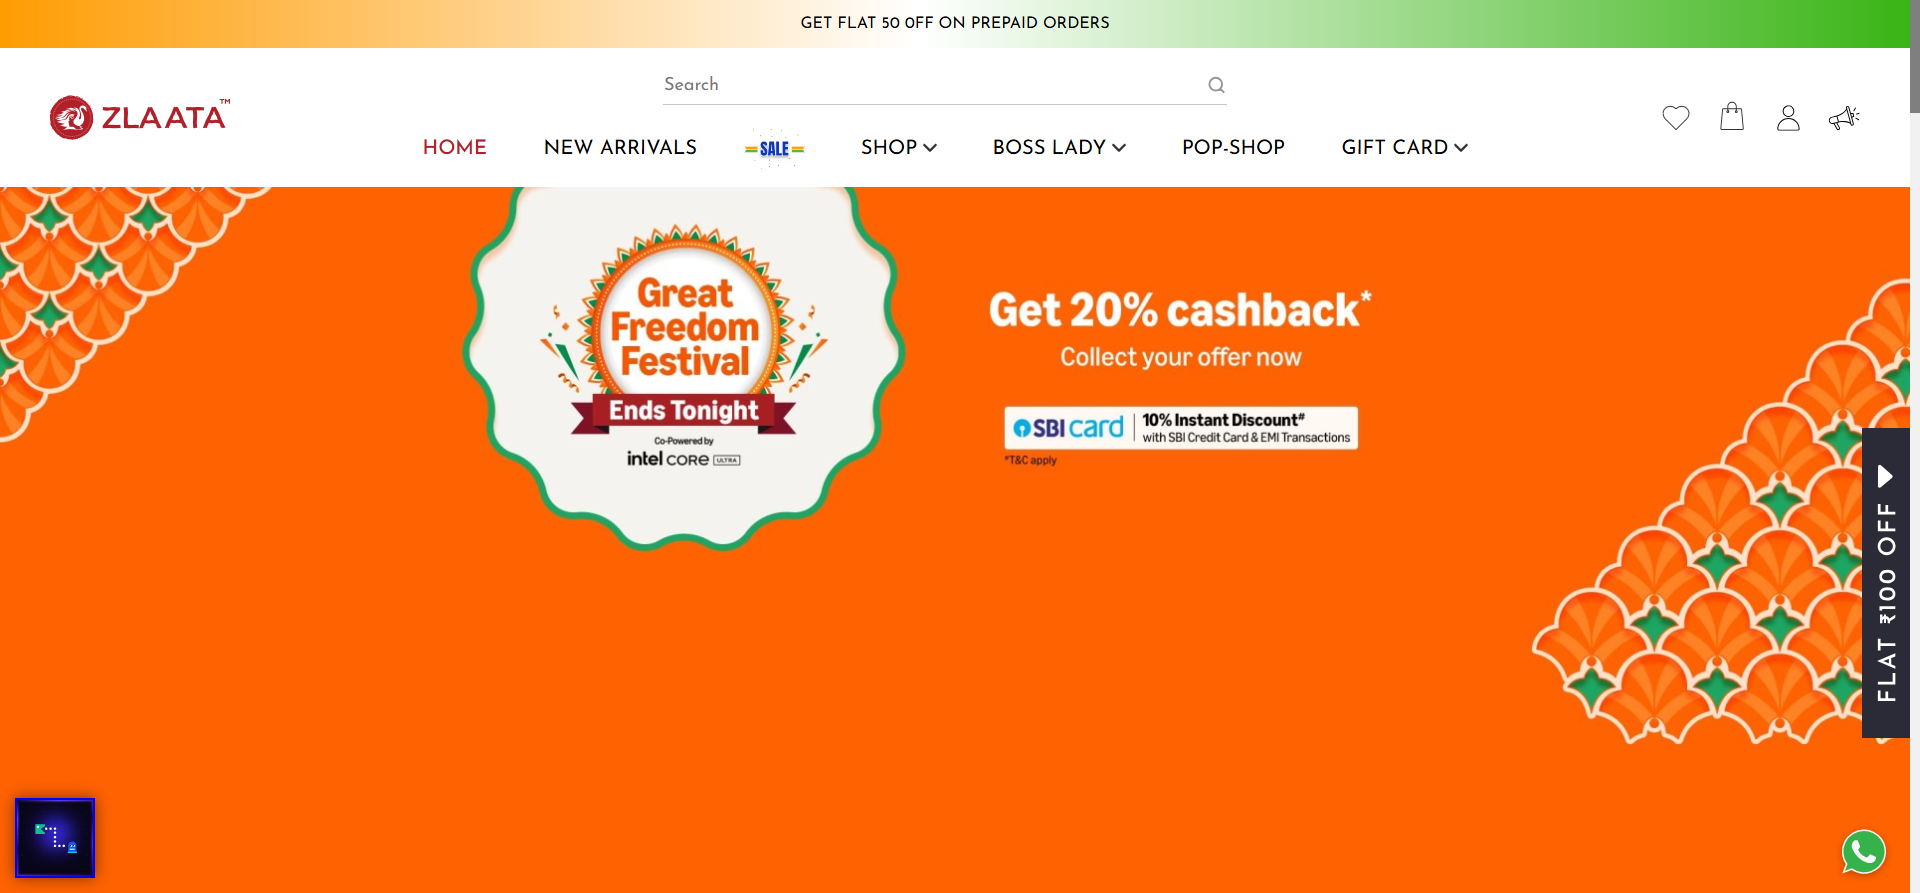 GET FLAT 50 OFF ON PREPAID ORDERS
Search
ZLAATA™
HOME
NEW ARRIVALS
SALE
SHOP
BOSS LADY
POP-SHOP
GIFT CARD
Great
Freedom
Festival
Ends Tonight
Co-Powered by
intel CORE ULTRA
Get 20% cashback*
Collect your offer now
SBI card
10% Instant Discount#
with SBI Credit Card & EMI Transactions
*T&C apply
FLAT ₹100 OFF